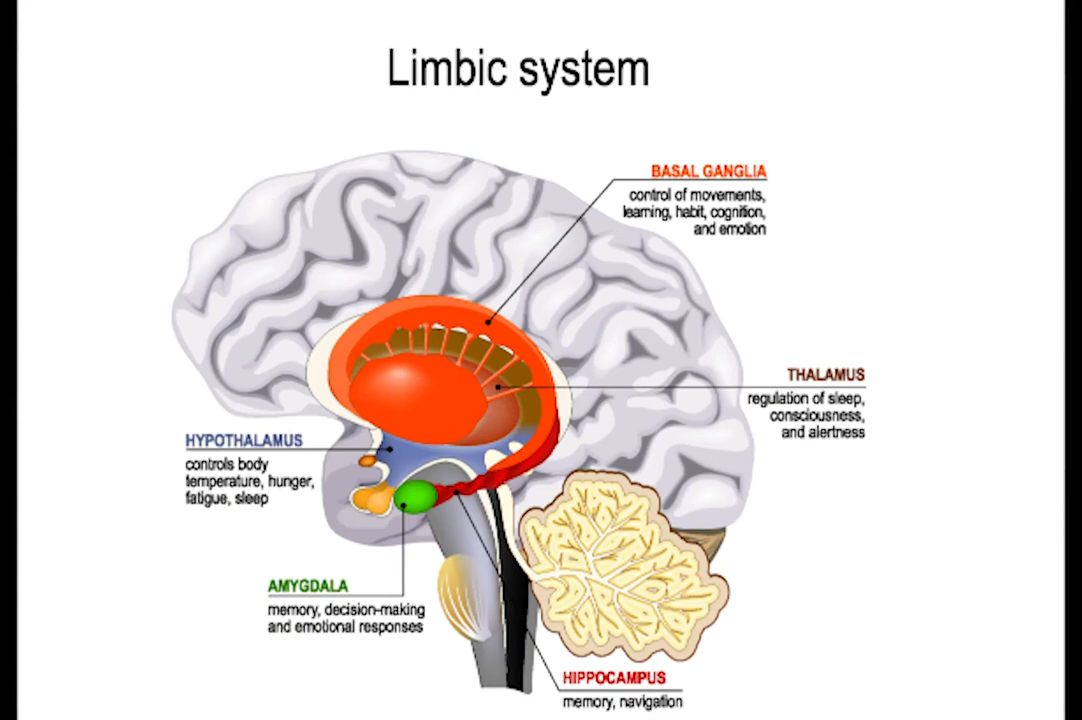 Limbic system
BASAL GANGLIA
control of movements,
learning, habit, cognition,
and emotion
THALAMUS
regulation of sleep,
consciousness,
and alertness
HYPOTHALAMUS
controls body
temperature, hunger,
fatigue, sleep
AMYGDALA
memory, decision-making
and emotional responses
HIPPOCAMPUS
memory, navigation